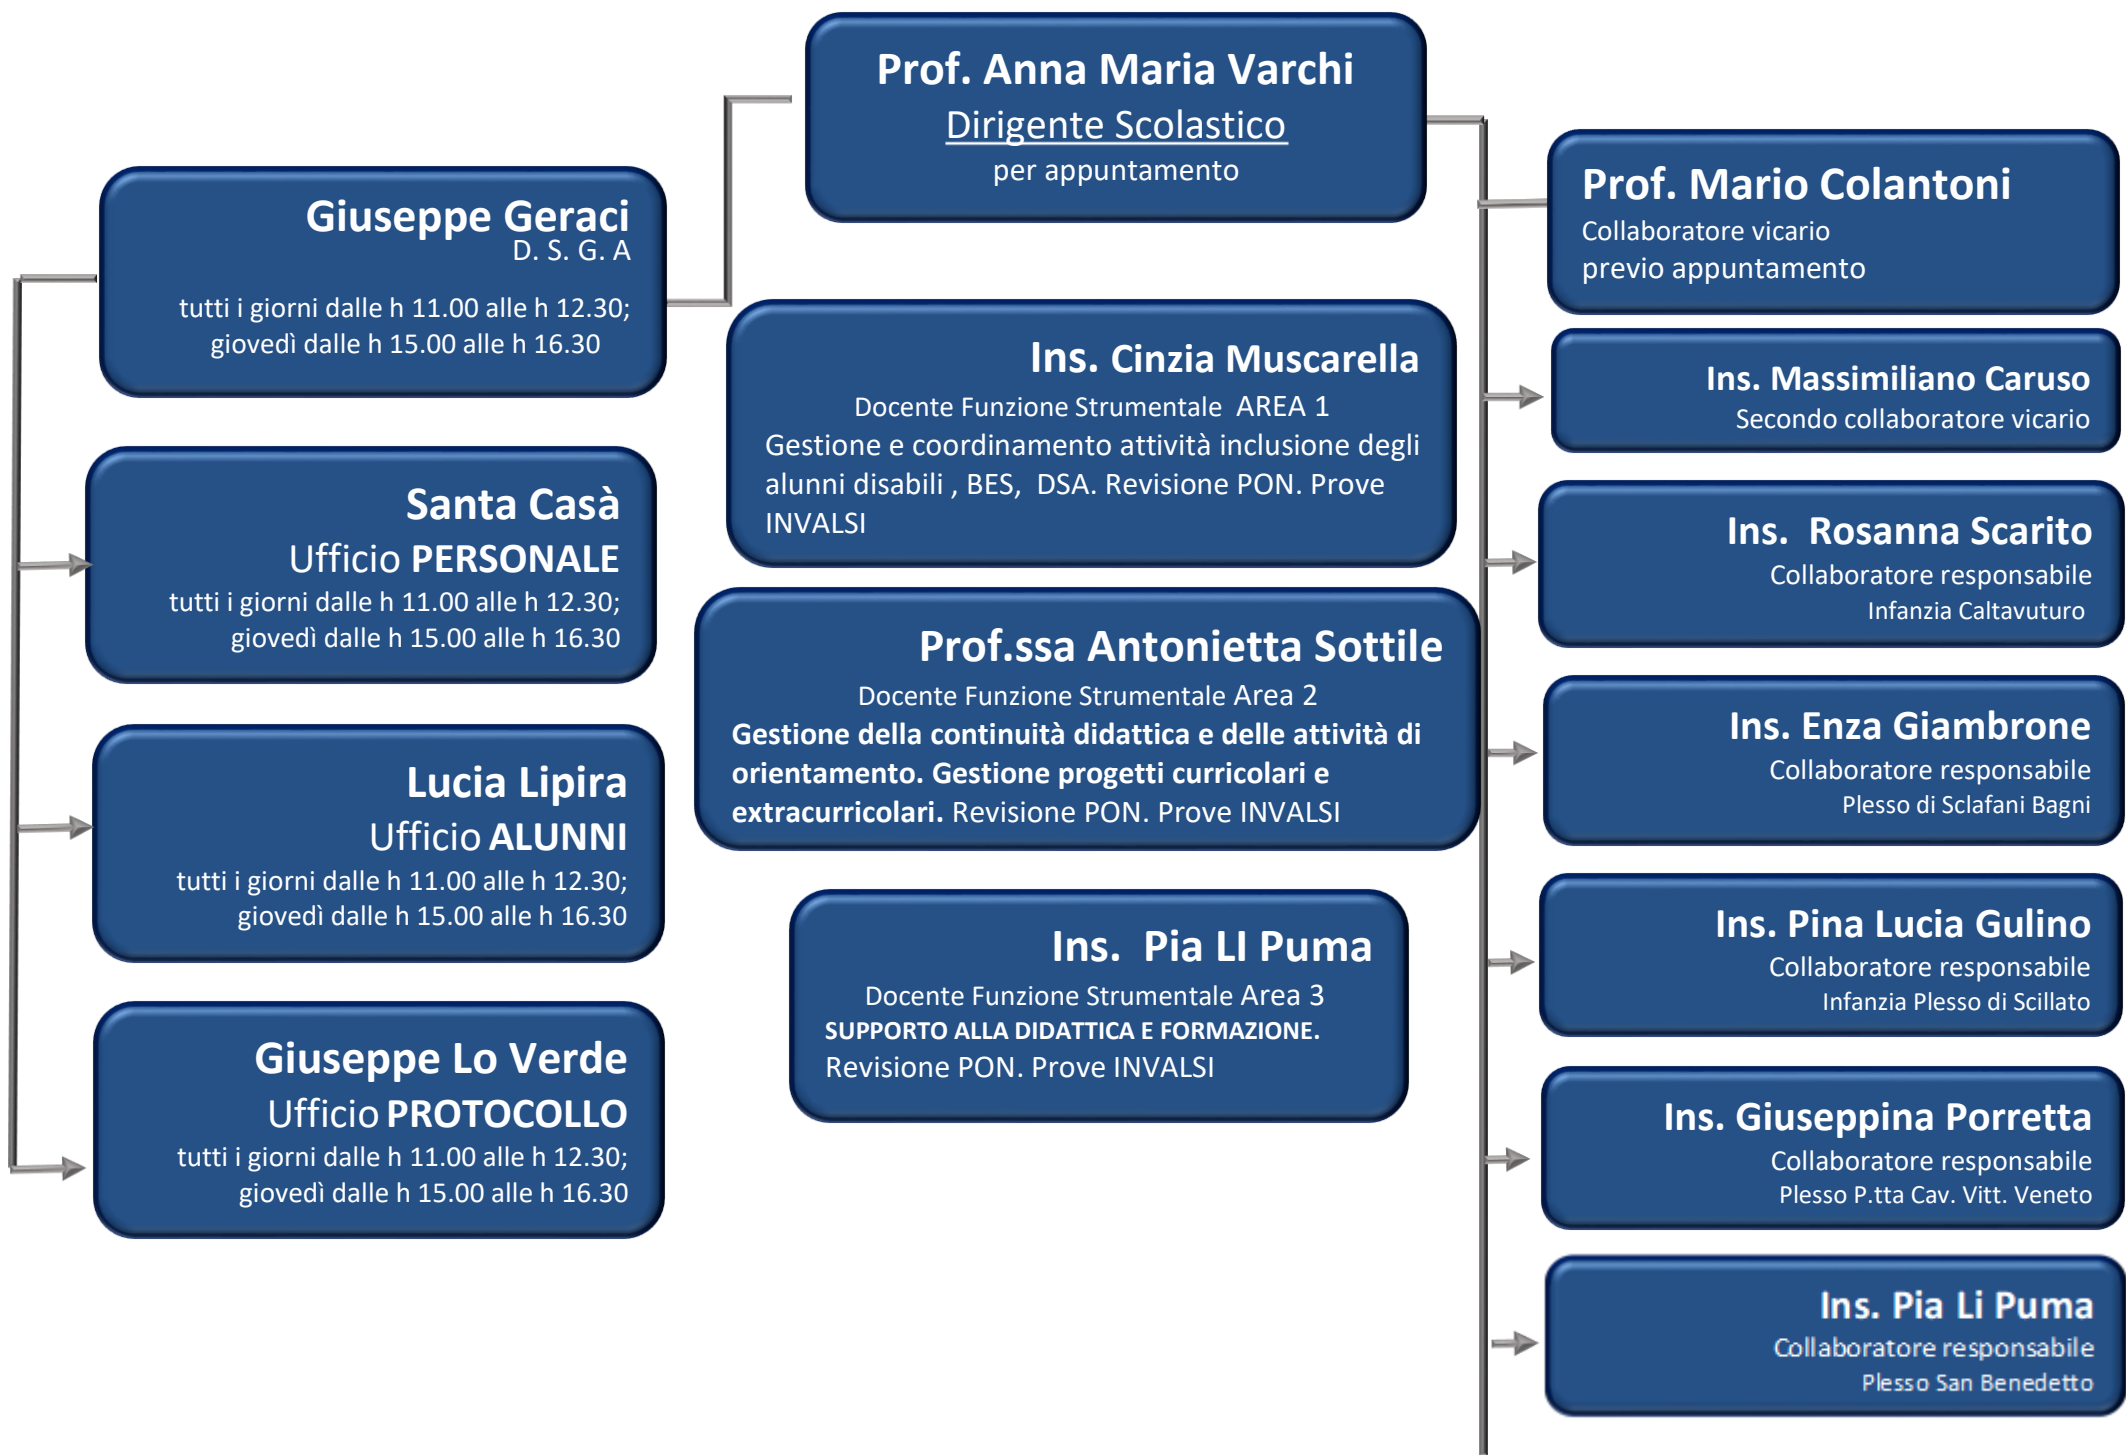 Prof. Anna Maria Varchi
Dirigente Scolastico
per appuntamento
Giuseppe Geraci
D. S. G. A
tutti i giorni dalle h 11.00 alle h 12.30;
giovedì dalle h 15.00 alle h 16.30
Santa Casà
Ufficio PERSONALE
tutti i giorni dalle h 11.00 alle h 12.30;
giovedì dalle h 15.00 alle h 16.30
Lucia Lipira
Ufficio ALUNNI
tutti i giorni dalle h 11.00 alle h 12.30;
giovedì dalle h 15.00 alle h 16.30
Giuseppe Lo Verde
Ufficio PROTOCOLLO
tutti i giorni dalle h 11.00 alle h 12.30;
giovedì dalle h 15.00 alle h 16.30
Ins. Cinzia Muscarella
Docente Funzione Strumentale AREA 1
Gestione e coordinamento attività inclusione degli
alunni disabili , BES, DSA. Revisione PON. Prove
INVALSI
Prof.ssa Antonietta Sottile
Docente Funzione Strumentale Area 2
Gestione della continuità didattica e delle attività di
orientamento. Gestione progetti curricolari e
extracurricolari. Revisione PON. Prove INVALSI
Ins. Pia LI Puma
Docente Funzione Strumentale Area 3
SUPPORTO ALLA DIDATTICA E FORMAZIONE.
Revisione PON. Prove INVALSI
Prof. Mario Colantoni
Collaboratore vicario
previo appuntamento
Ins. Massimiliano Caruso
Secondo collaboratore vicario
Ins. Rosanna Scarito
Collaboratore responsabile
Infanzia Caltavuturo
Ins. Enza Giambrone
Collaboratore responsabile
Plesso di Sclafani Bagni
Ins. Pina Lucia Gulino
Collaboratore responsabile
Infanzia Plesso di Scillato
Ins. Giuseppina Porretta
Collaboratore responsabile
Plesso P.tta Cav. Vitt. Veneto
Ins. Pia Li Puma
Collaboratore responsabile
Plesso San Benedetto